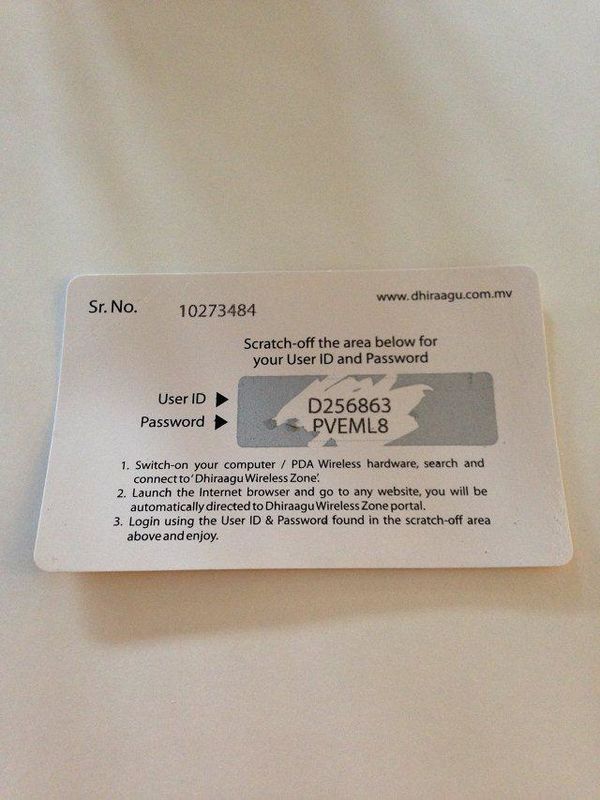 Sr. No. 10273484 www.dhiraagu.com.mv
Scratch-off the area below for
your User ID and Password
User ID ▶ D256863
Password ▶ PVEML8
1. Switch-on your computer / PDA Wireless hardware, search and
connect to 'Dhiraagu Wireless Zone'.
2. Launch the Internet browser and go to any website, you will be
automatically directed to Dhiraagu Wireless Zone portal.
3. Login using the User ID & Password found in the scratch-off area
above and enjoy.